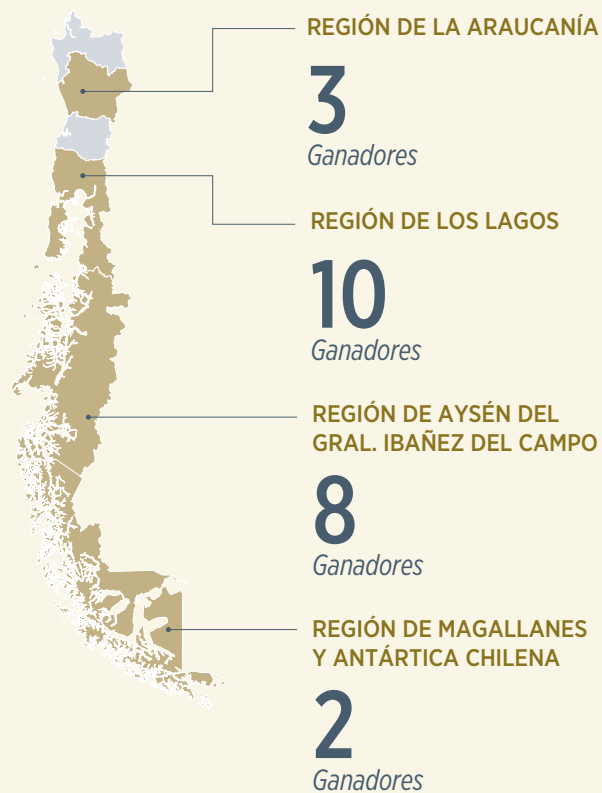 REGIÓN DE LA ARAUCANÍA
3
Ganadores
REGIÓN DE LOS LAGOS
10
Ganadores
REGIÓN DE AYSÉN DEL
GRAL. IBAÑEZ DEL CAMPO
8
Ganadores
REGIÓN DE MAGALLANES
Y ANTÁRTICA CHILENA
2
Ganadores